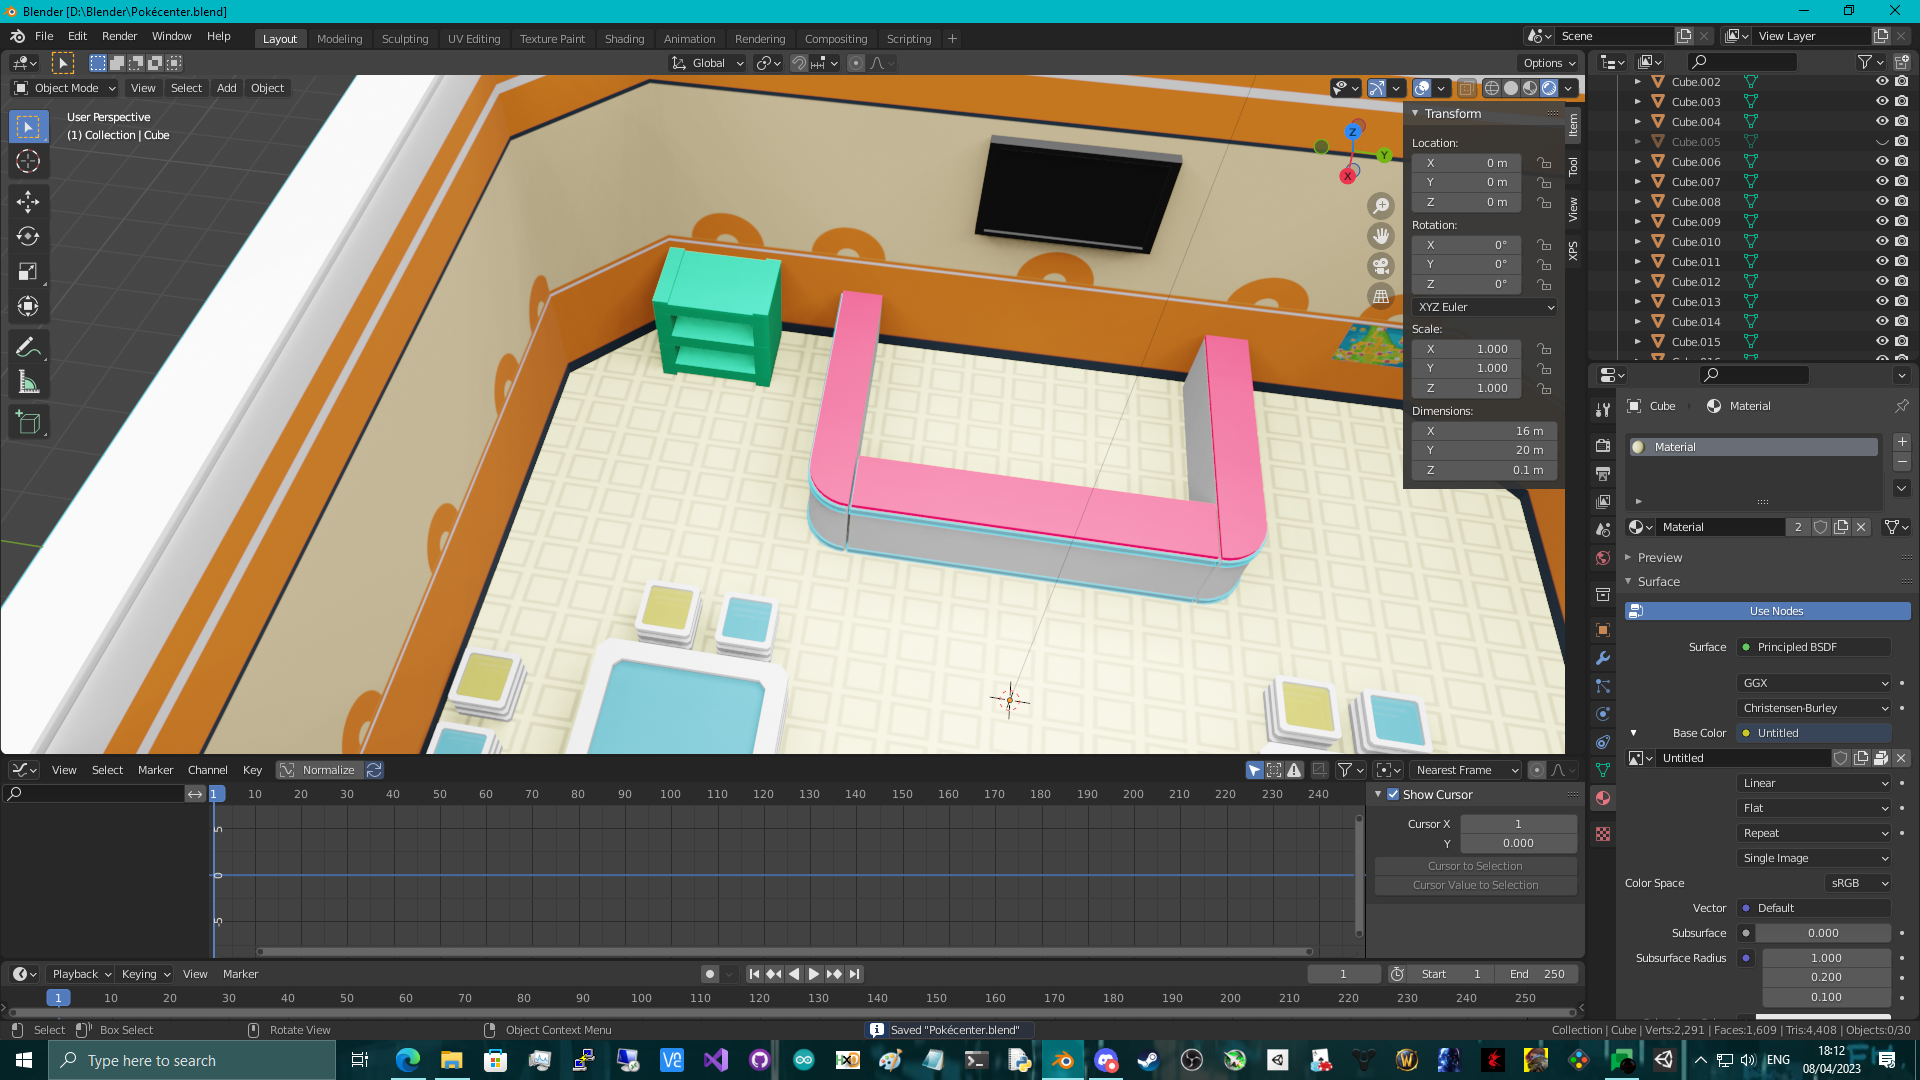 Blender [D:\Blender\Pokécenter.blend]
File Edit Render Window Help
Layout Modeling Sculpting UV Editing Texture Paint Shading Animation Rendering Compositing Scripting +
Scene
View Layer
Global
Options
Object Mode View Select Add Object
User Perspective
(1) Collection | Cube
Z
Y
X
Transform
Location:
X 0 m
Y 0 m
Z 0 m
Rotation:
X 0°
Y 0°
Z 0°
XYZ Euler
Scale:
X 1.000
Y 1.000
Z 1.000
Dimensions:
X 16 m
Y 20 m
Z 0.1 m
Item
Tool
View
XPS
Cube.002
Cube.003
Cube.004
Cube.005
Cube.006
Cube.007
Cube.008
Cube.009
Cube.010
Cube.011
Cube.012
Cube.013
Cube.014
Cube.015
Cube Material
Material
Material 2
Preview
Surface
Use Nodes
Surface Principled BSDF
GGX
Christensen-Burley
Base Color Untitled
Untitled
Linear
Flat
Repeat
Single Image
Color Space sRGB
Vector Default
Subsurface 0.000
Subsurface Radius 1.000
0.200
0.100
View Select Marker Channel Key Normalize
Nearest Frame
1 10 20 30 40 50 60 70 80 90 100 110 120 130 140 150 160 170 180 190 200 210 220 230 240
5
0
-5
Show Cursor
Cursor X 1
Y 0.000
Cursor to Selection
Cursor Value to Selection
Playback Keying View Marker
1 Start 1 End 250
1 10 20 30 40 50 60 70 80 90 100 110 120 130 140 150 160 170 180 190 200 210 220 230 240 250
Select Box Select Rotate View Object Context Menu
Saved "Pokécenter.blend"
Collection | Cube | Verts:2,291 | Faces:1,609 | Tris:4,408 | Objects:0/30
Type here to search
ENG
18:12
08/04/2023